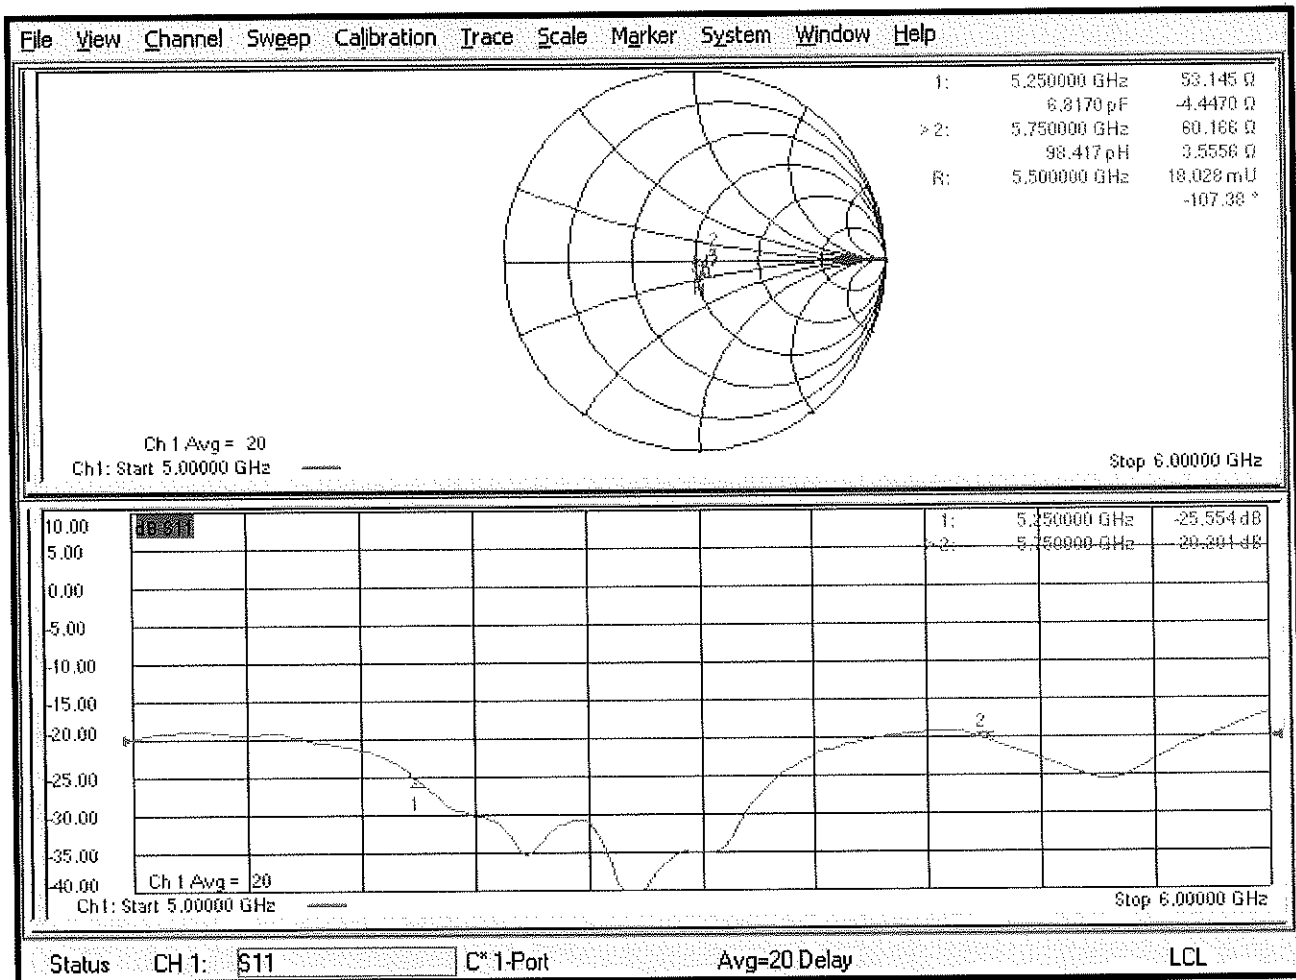 File View Channel Sweep Calibration Trace Scale Marker System Window Help
1: 5.250000 GHz 53.145 Ω
6.8170 pF -4.4470 Ω
> 2: 5.750000 GHz 60.166 Ω
98.417 pH 3.5556 Ω
R: 5.500000 GHz 18.028 mU
-107.38 °
2
Ch 1 Avg = 20
Ch1: Start 5.00000 GHz Stop 6.00000 GHz
10.00 dB S11 1: 5.250000 GHz -25.554 dB
5.00 > 2: 5.750000 GHz -20.201 dB
0.00
-5.00
-10.00
-15.00
-20.00 2
-25.00
1
-30.00
-35.00
-40.00 Ch 1 Avg = 20
Ch1: Start 5.00000 GHz Stop 6.00000 GHz
Status CH 1: S11 C* 1-Port Avg=20 Delay LCL